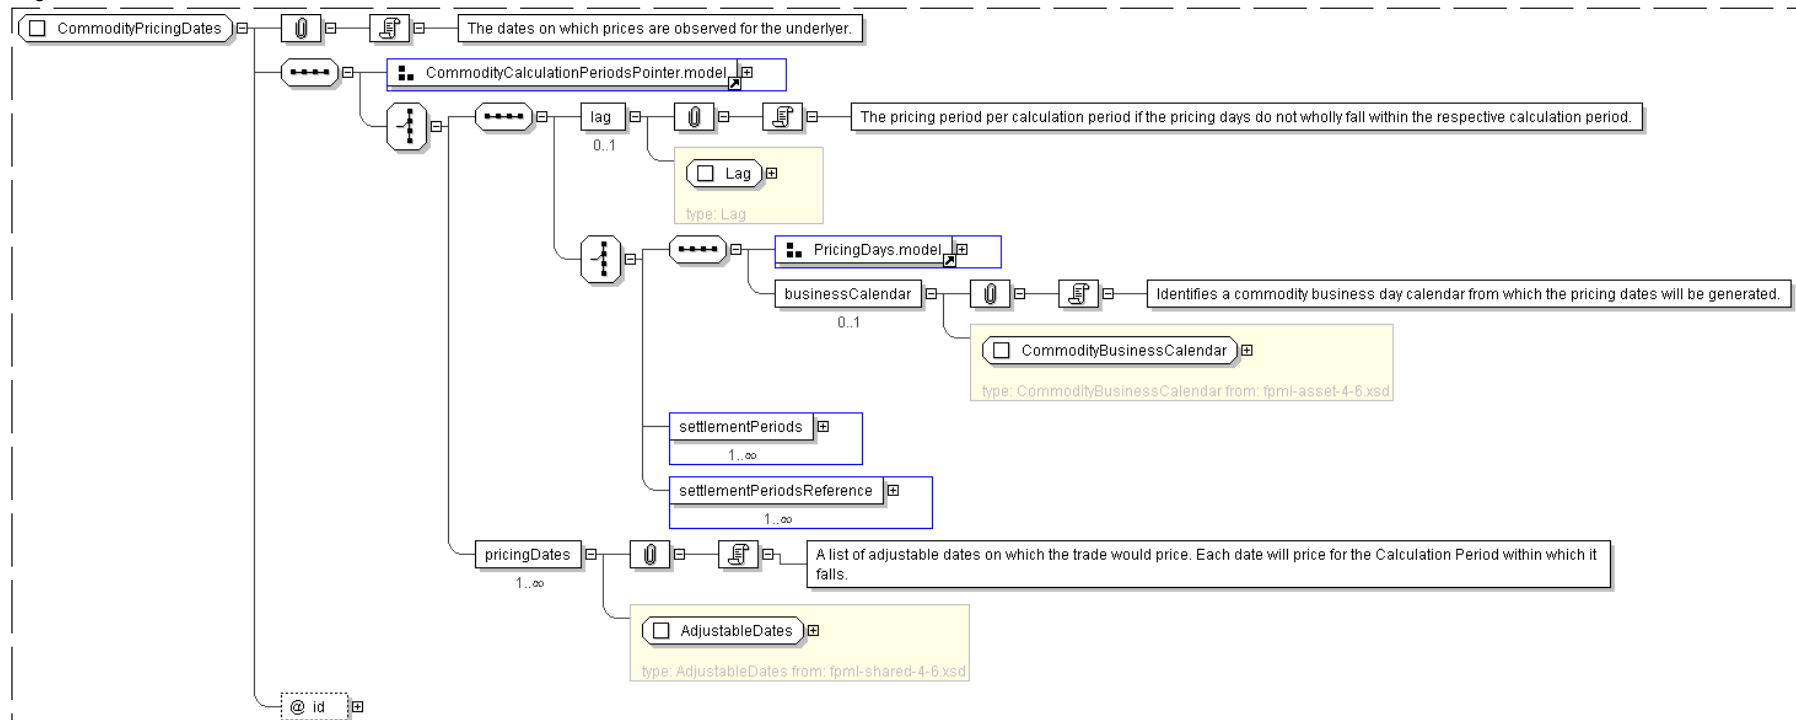 CommodityPricingDates
The dates on which prices are observed for the underlyer.
CommodityCalculationPeriodsPointer.model
lag
The pricing period per calculation period if the pricing days do not wholly fall within the respective calculation period.
0..1
Lag
type: Lag
PricingDays.model
businessCalendar
Identifies a commodity business day calendar from which the pricing dates will be generated.
0..1
CommodityBusinessCalendar
type: CommodityBusinessCalendar from: fpml-asset-4-6.xsd
settlementPeriods
1..∞
settlementPeriodsReference
1..∞
pricingDates
A list of adjustable dates on which the trade would price. Each date will price for the Calculation Period within which it
falls.
1..∞
AdjustableDates
type: AdjustableDates from: fpml-shared-4-6.xsd
@ id